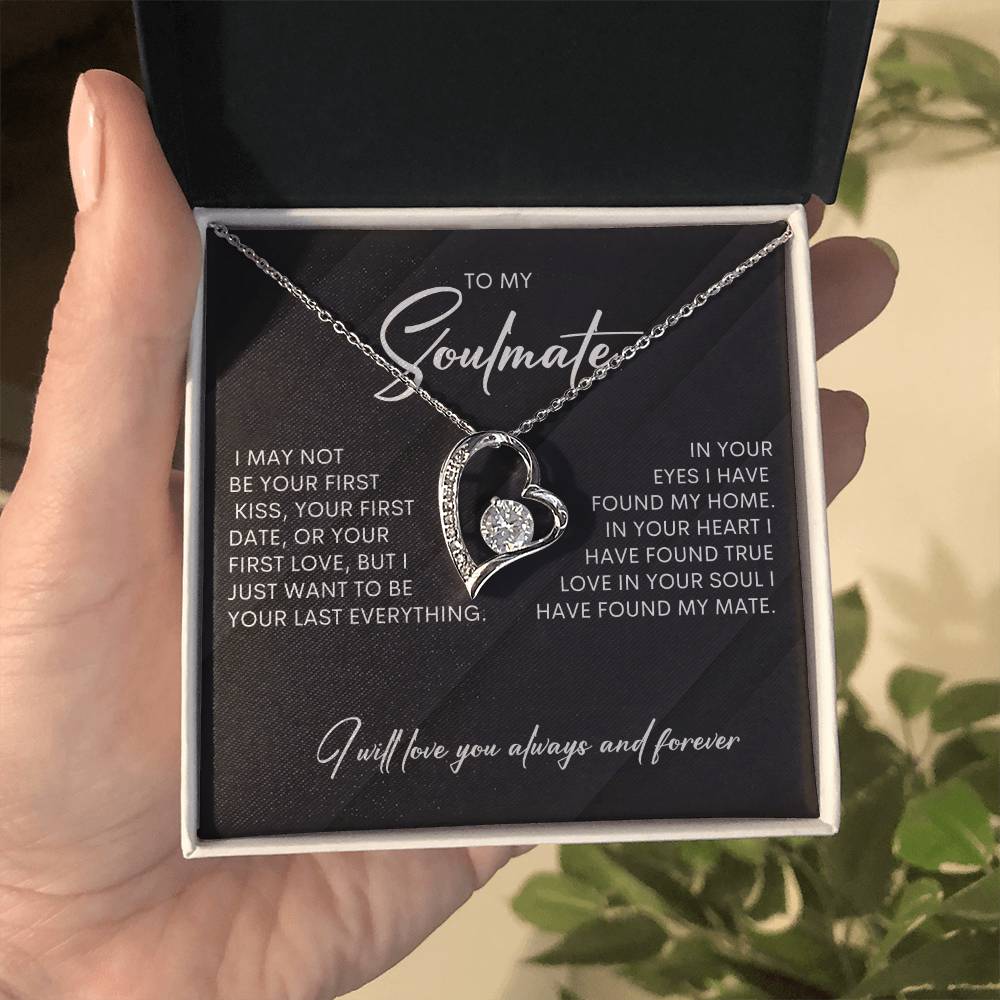 TO MY
Soulmate
I MAY NOT
BE YOUR FIRST
KISS, YOUR FIRST
DATE, OR YOUR
FIRST LOVE, BUT I
JUST WANT TO BE
YOUR LAST EVERYTHING.
IN YOUR
EYES I HAVE
FOUND MY HOME.
IN YOUR HEART I
HAVE FOUND TRUE
LOVE IN YOUR SOUL I
HAVE FOUND MY MATE.
I will love you always and forever